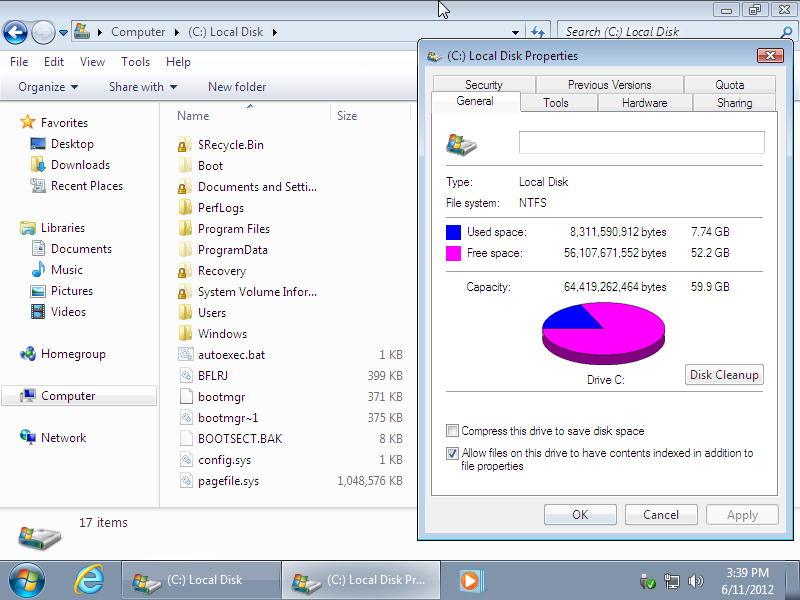 Computer (C:) Local Disk
Search (C:) Local Disk
File Edit View Tools Help
Organize Share with New folder
Favorites
Desktop
Downloads
Recent Places
Libraries
Documents
Music
Pictures
Videos
Homegroup
Computer
Network
Name Size
$Recycle.Bin
Boot
Documents and Setti...
PerfLogs
Program Files
ProgramData
Recovery
System Volume Infor...
Users
Windows
autoexec.bat 1 KB
BFLRJ 399 KB
bootmgr 371 KB
bootmgr~1 375 KB
BOOTSECT.BAK 8 KB
config.sys 1 KB
pagefile.sys 1,048,576 KB
(C:) Local Disk Properties
Security Previous Versions Quota
General Tools Hardware Sharing
Type: Local Disk
File system: NTFS
Used space: 8,311,590,912 bytes 7.74 GB
Free space: 56,107,671,552 bytes 52.2 GB
Capacity: 64,419,262,464 bytes 59.9 GB
Drive C:
Disk Cleanup
Compress this drive to save disk space
Allow files on this drive to have contents indexed in addition to
file properties
OK Cancel Apply
17 items
(C:) Local Disk
(C:) Local Disk Pr...
3:39 PM
6/11/2012